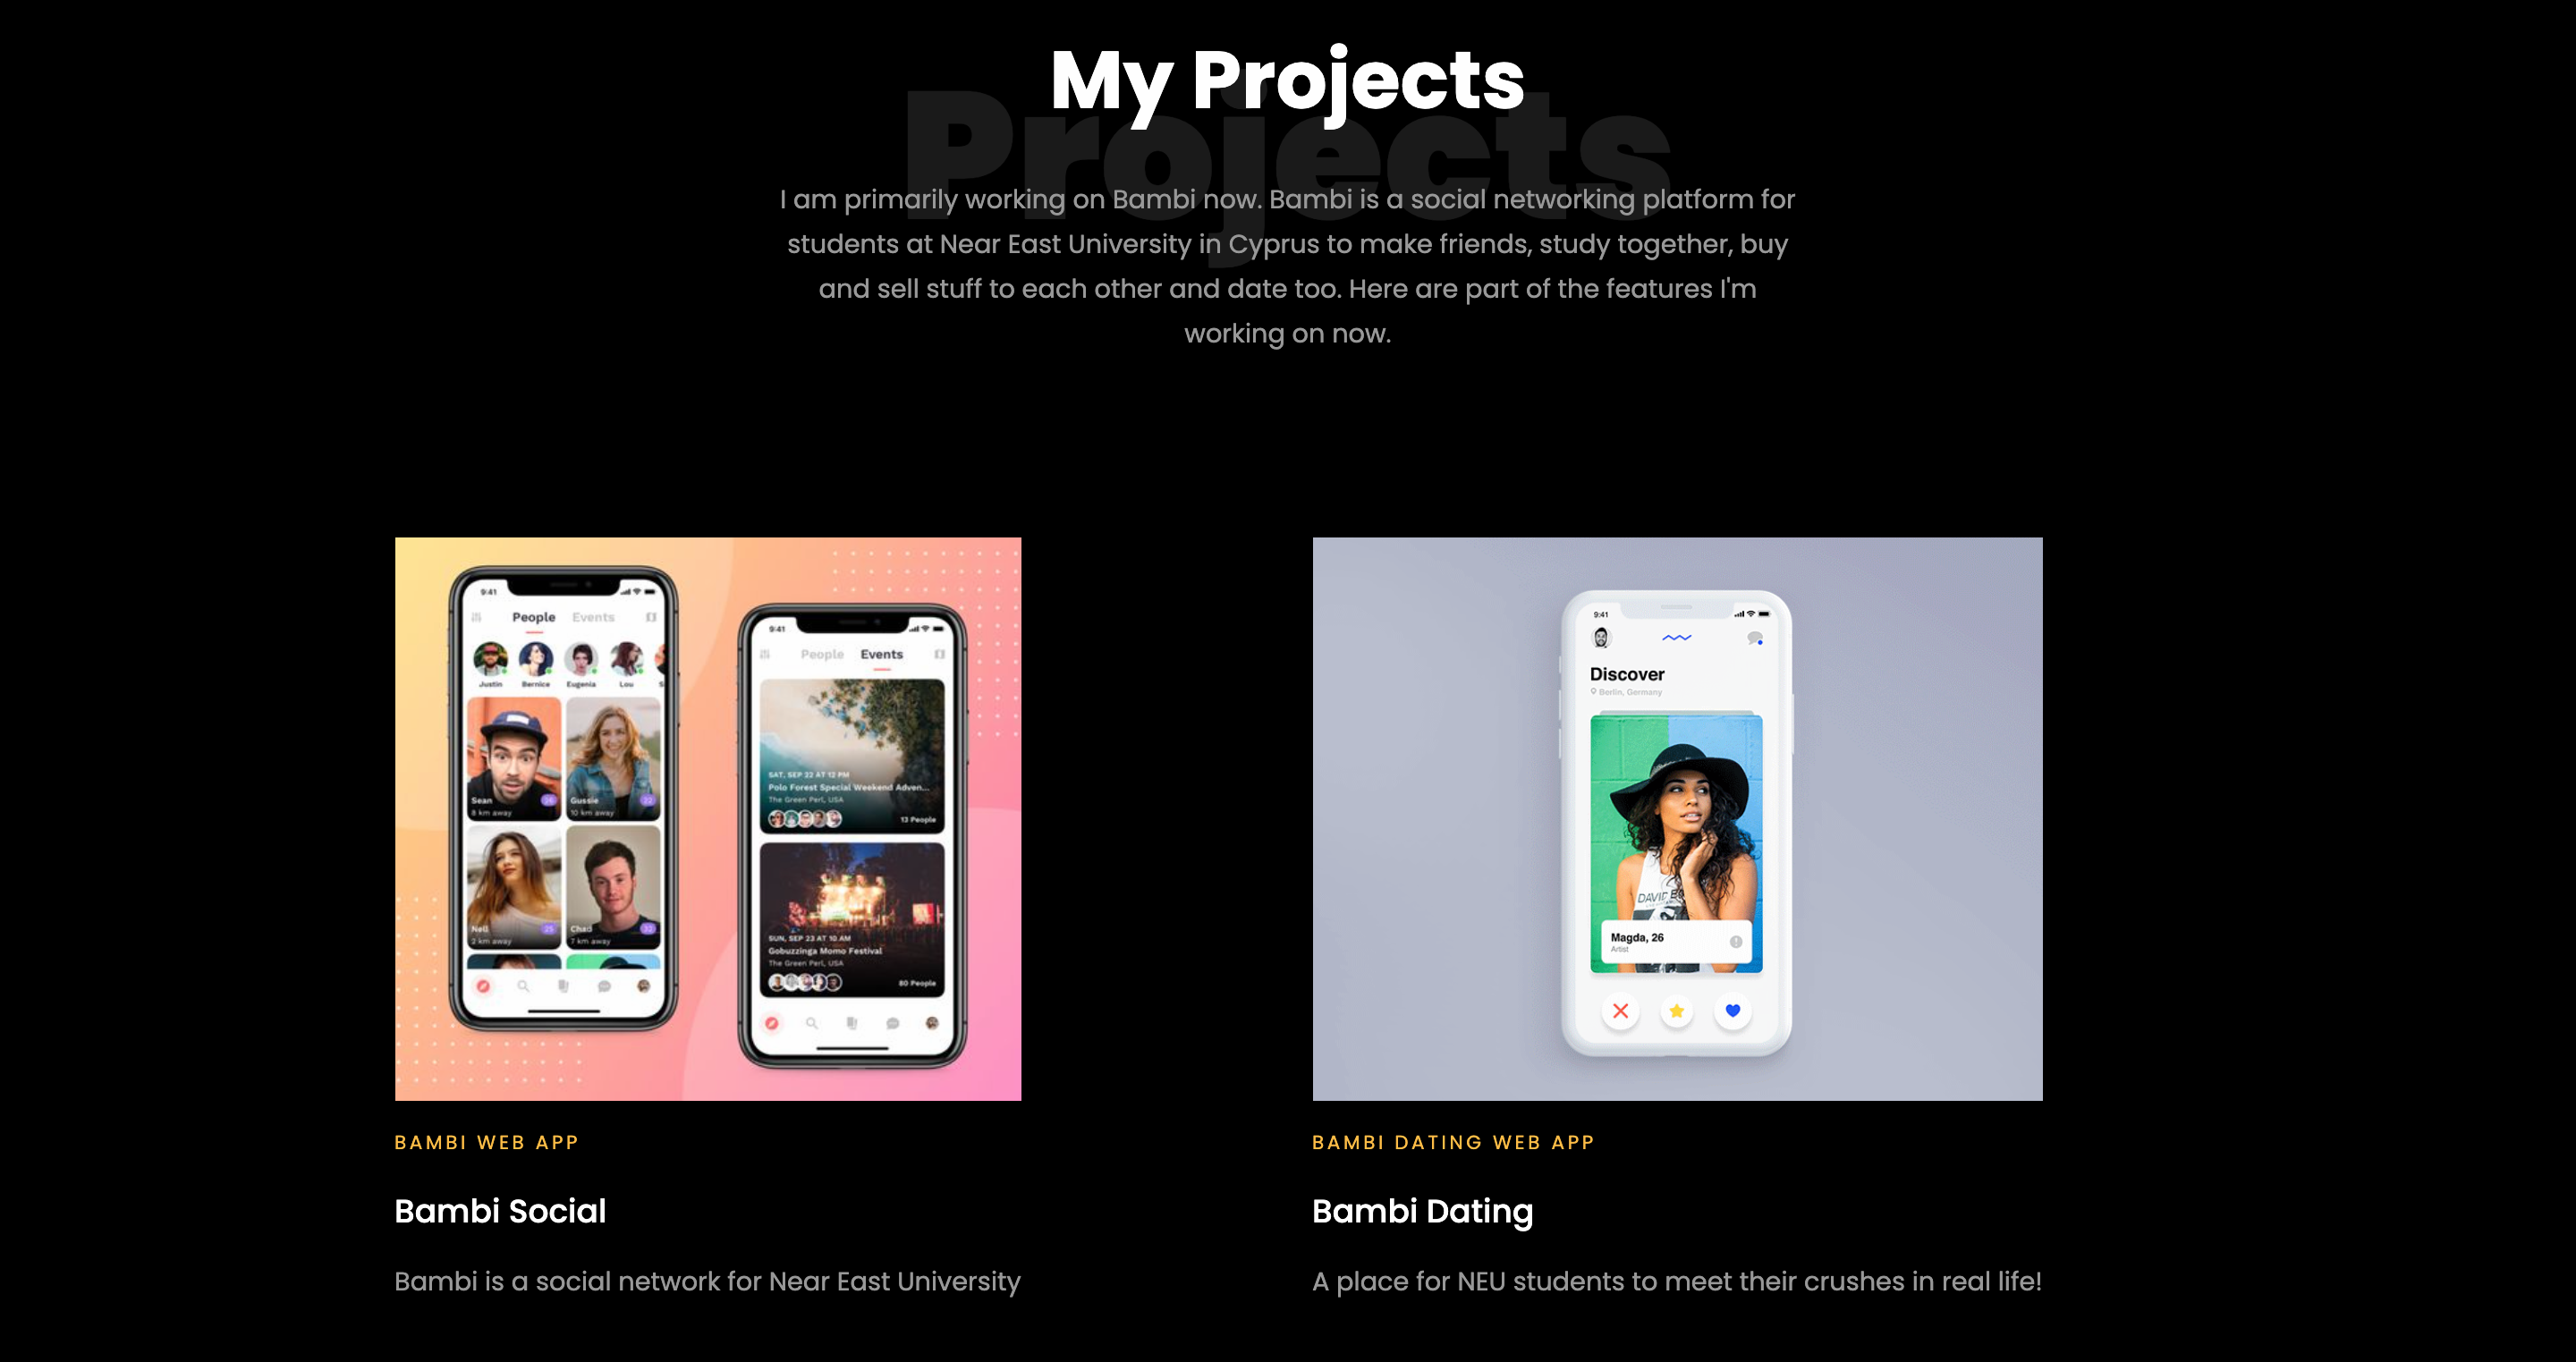 My Projects
Projects
I am primarily working on Bambi now. Bambi is a social networking platform for
students at Near East University in Cyprus to make friends, study together, buy
and sell stuff to each other and date too. Here are part of the features I'm
working on now.
9:41
People Events
Justin Bernice Eugenia Lou S
Sean 26
8 km away
Gussie 22
10 km away
Nell 25
2 km away
Chad 32
7 km away
9:41
People Events
SAT, SEP 22 AT 12 PM
Polo Forest Special Weekend Adven...
The Green Perl, USA
13 People
SUN, SEP 23 AT 10 AM
Gobuzzinga Momo Festival
The Green Perl, USA
80 People
9:41
Discover
Berlin, Germany
DAVID BO
Magda, 26
Artist
BAMBI WEB APP
Bambi Social
Bambi is a social network for Near East University
BAMBI DATING WEB APP
Bambi Dating
A place for NEU students to meet their crushes in real life!